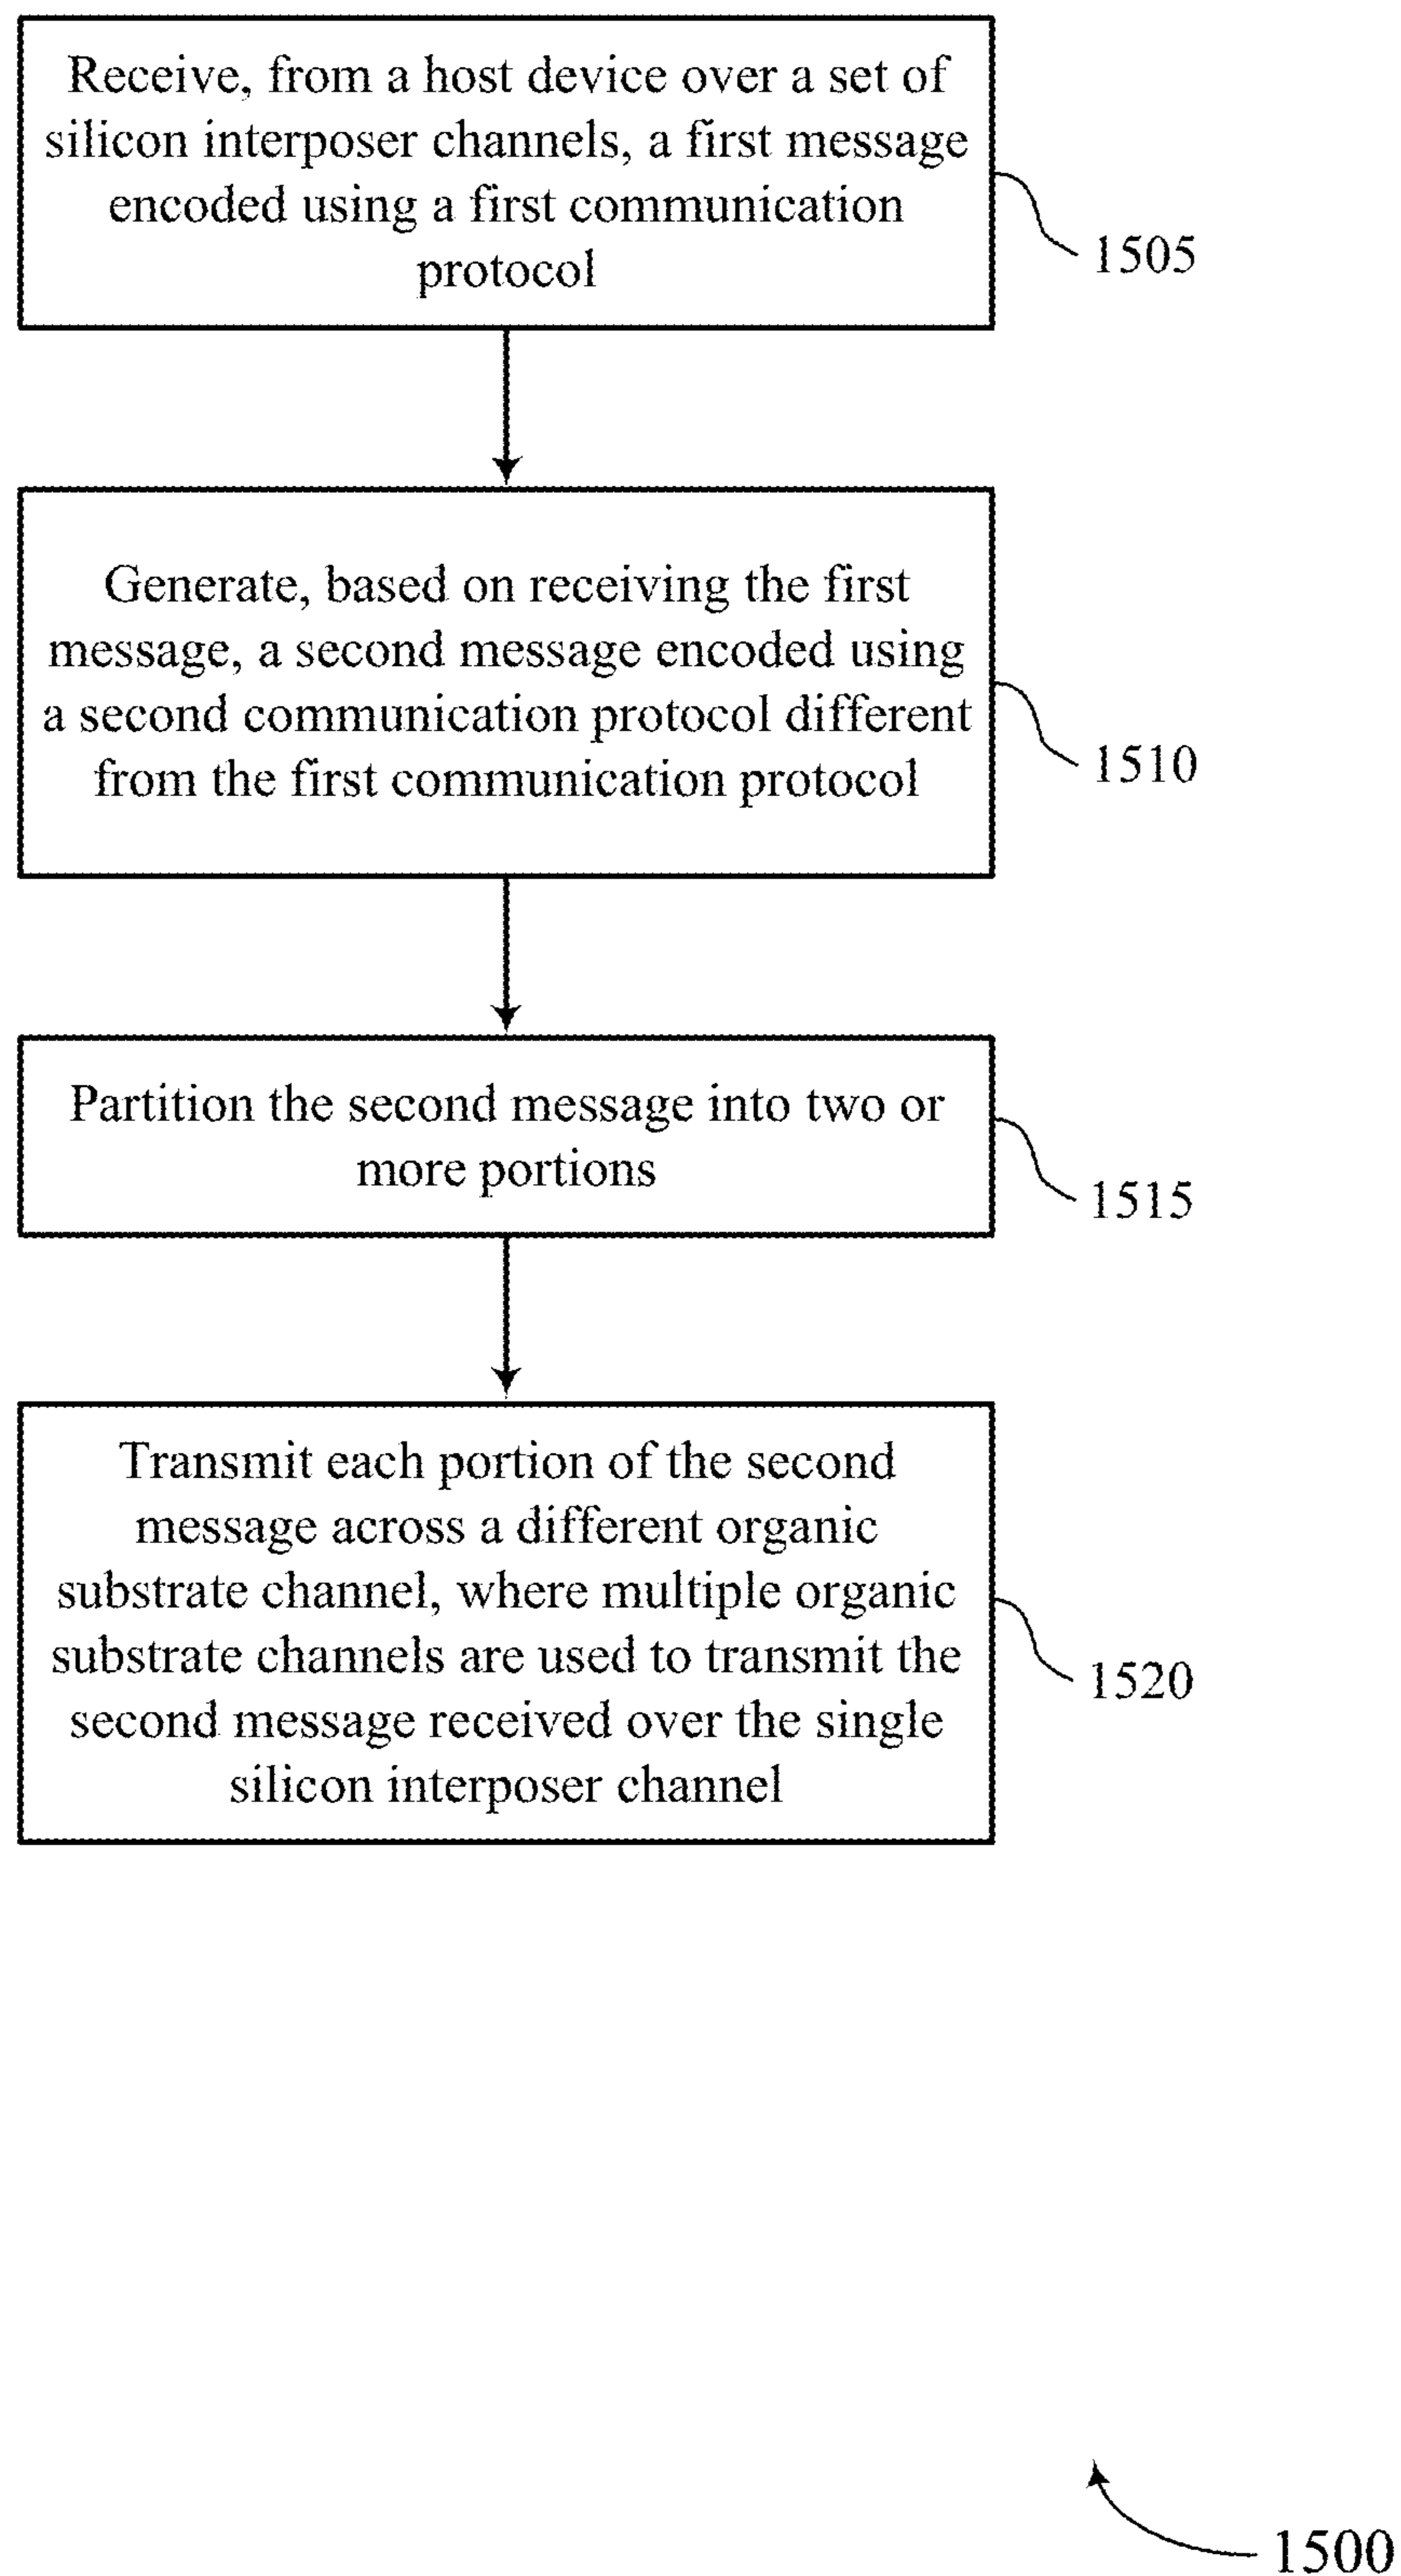 Receive, from a host device over a set of
silicon interposer channels, a first message
encoded using a first communication
protocol
1505
Generate, based on receiving the first
message, a second message encoded using
a second communication protocol different
from the first communication protocol
1510
Partition the second message into two or
more portions
1515
Transmit each portion of the second
message across a different organic
substrate channel, where multiple organic
substrate channels are used to transmit the
second message received over the single
silicon interposer channel
1520
1500